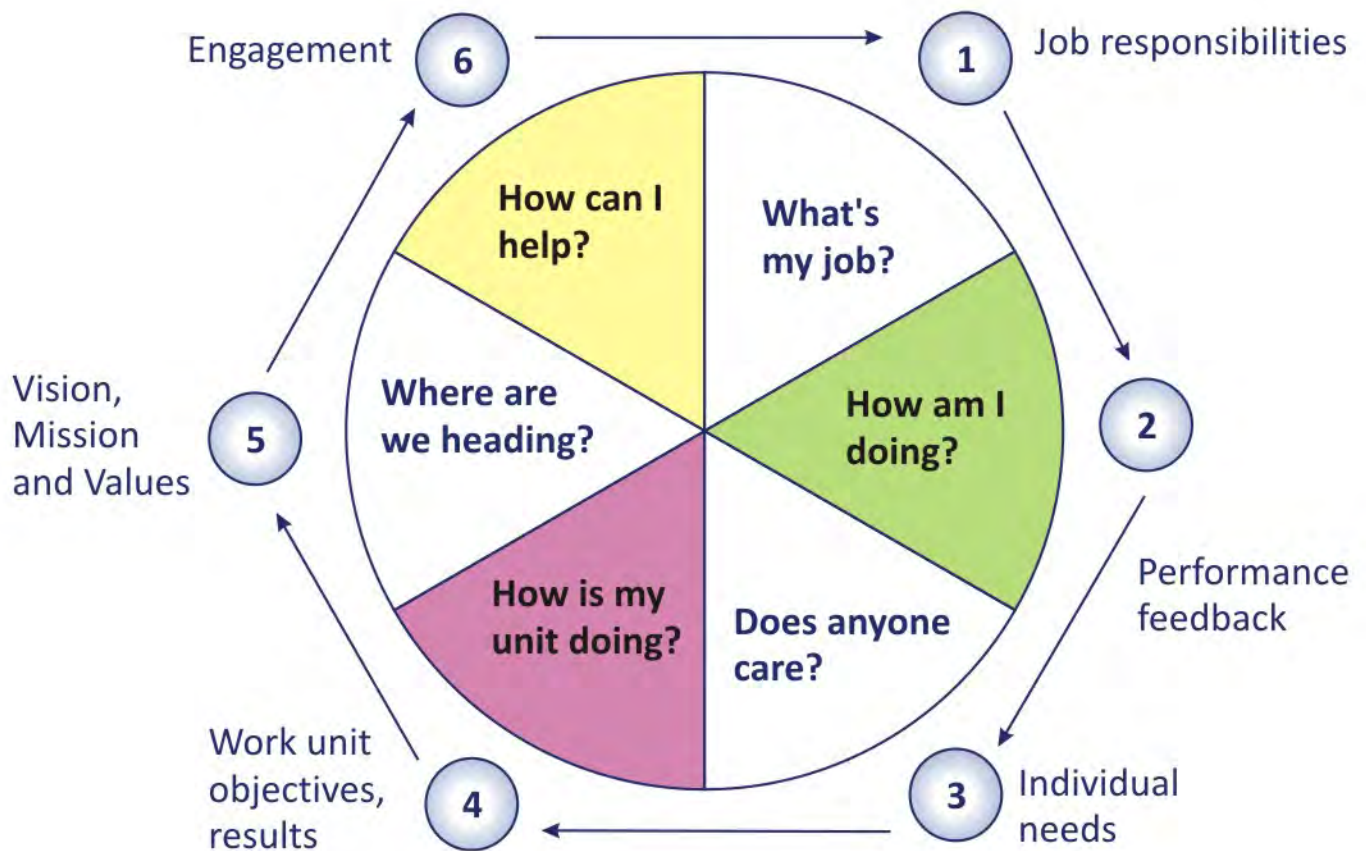 Engagement
6
1
Job responsibilities
How can I
help?
What's
my job?
Vision,
Mission
and Values
5
Where are
we heading?
How am I
doing?
2
Performance
feedback
How is my
unit doing?
Does anyone
care?
Work unit
objectives,
results
4
3
Individual
needs